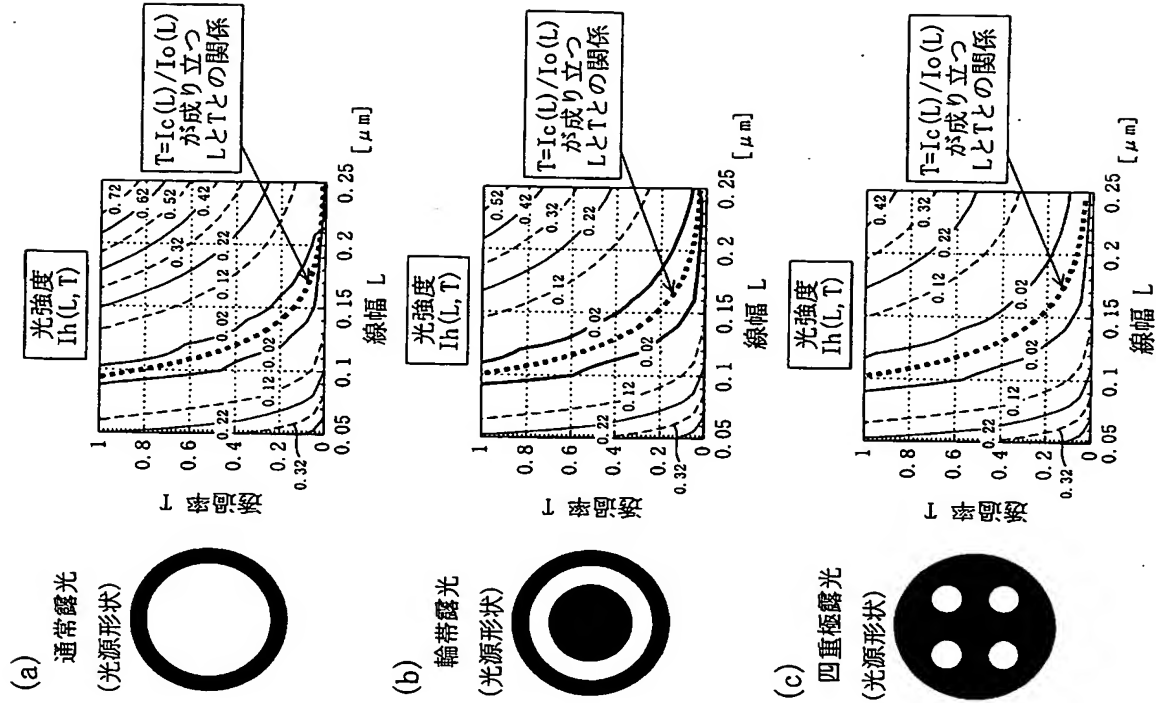 (a)
通常露光
(光源形状)
光強度
Ih(L, T)
透過率 T
1
0.8
0.6
0.4
0.2
0
0.72
0.62
0.52
0.42
0.32
0.22
0.12
0.02
0.02
0.12
0.22
0.32
0.05
0.1
0.15
0.2
0.25
[μm]
線幅 L
T=Ic(L)/Io(L)
が成り立つ
LとTとの関係
(b)
輪帯露光
(光源形状)
光強度
Ih(L, T)
透過率 T
1
0.8
0.6
0.4
0.2
0
0.52
0.42
0.32
0.22
0.12
0.02
0.02
0.12
0.22
0.32
0.05
0.1
0.15
0.2
0.25
[μm]
線幅 L
T=Ic(L)/Io(L)
が成り立つ
LとTとの関係
(c)
四重極露光
(光源形状)
光強度
Ih(L, T)
透過率 T
1
0.8
0.6
0.4
0.2
0
0.42
0.32
0.22
0.12
0.02
0.02
0.12
0.22
0.32
0.05
0.1
0.15
0.2
0.25
[μm]
線幅 L
T=Ic(L)/Io(L)
が成り立つ
LとTとの関係